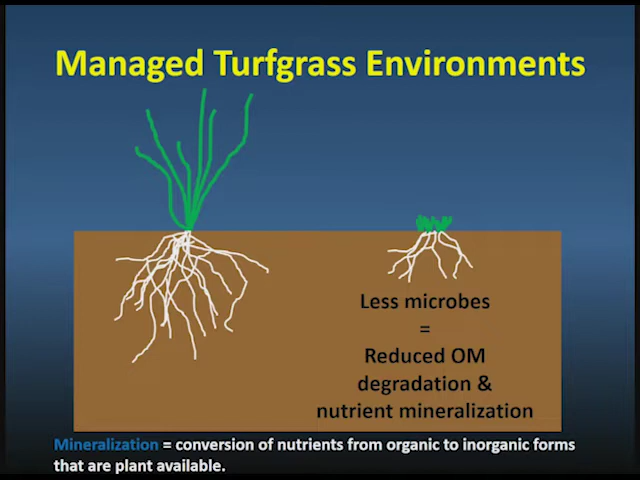 Managed Turfgrass Environments
Less microbes
=
Reduced OM
degradation &
nutrient mineralization
Mineralization = conversion of nutrients from organic to inorganic forms
that are plant available.